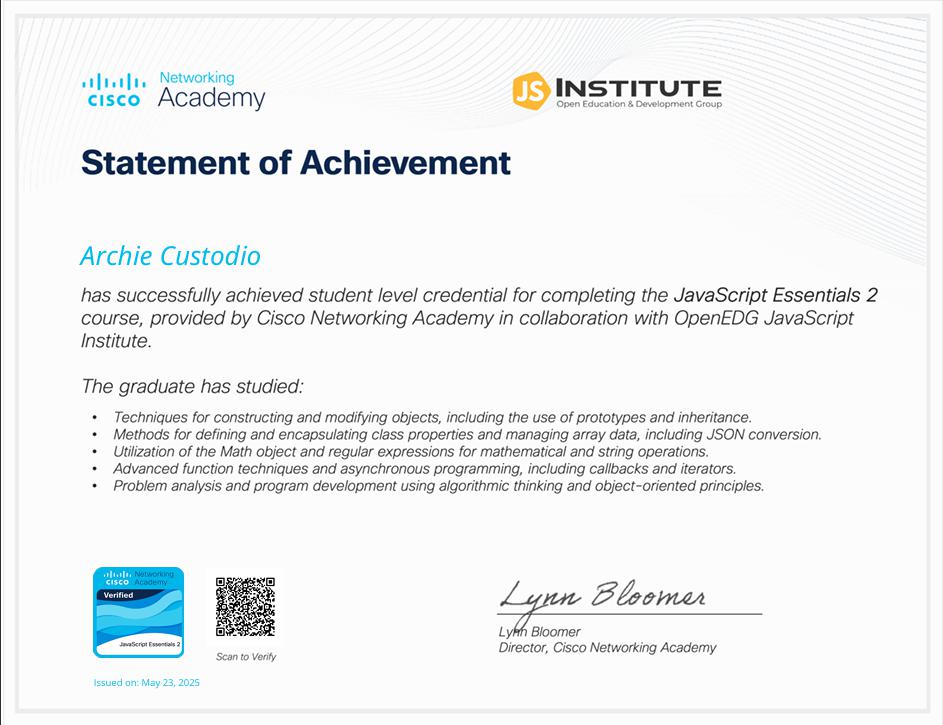 Networking
CISCO Academy
JS INSTITUTE
Open Education & Development Group
Statement of Achievement
Archie Custodio
has successfully achieved student level credential for completing the JavaScript Essentials 2
course, provided by Cisco Networking Academy in collaboration with OpenEDG JavaScript
Institute.
The graduate has studied:
• Techniques for constructing and modifying objects, including the use of prototypes and inheritance.
• Methods for defining and encapsulating class properties and managing array data, including JSON conversion.
• Utilization of the Math object and regular expressions for mathematical and string operations.
• Advanced function techniques and asynchronous programming, including callbacks and iterators.
• Problem analysis and program development using algorithmic thinking and object-oriented principles.
Networking
CISCO Academy
Verified
JavaScript Essentials 2
Scan to Verify
Issued on: May 23, 2025
Lynn Bloomer
Lynn Bloomer
Director, Cisco Networking Academy